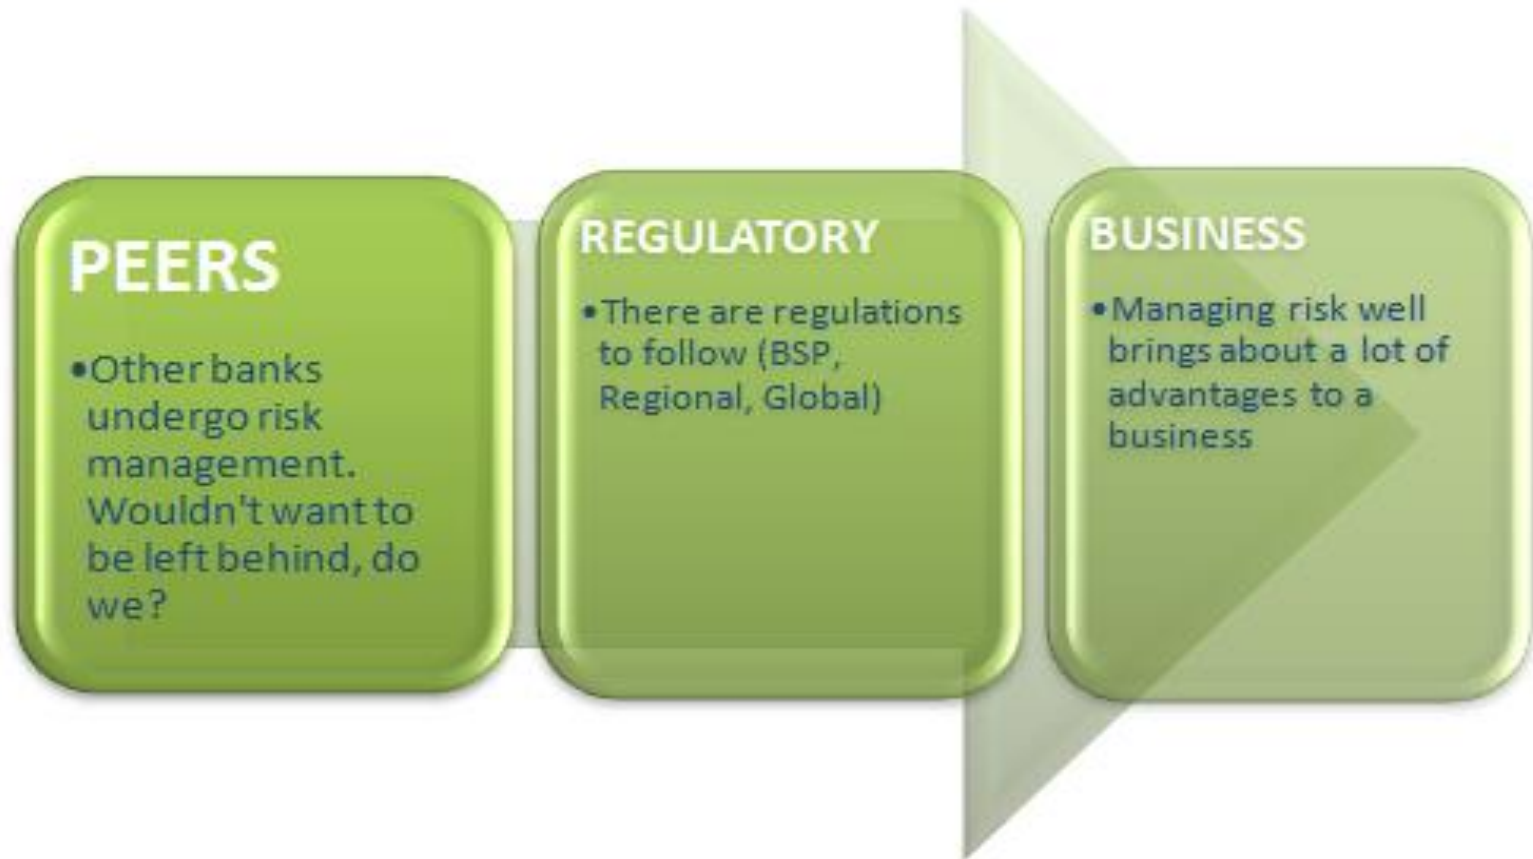 PEERS
•Other banks
undergo risk
management.
Wouldn't want to
be left behind, do
we?
REGULATORY
•There are regulations
to follow (BSP,
Regional, Global)
BUSINESS
•Managing risk well
brings about a lot of
advantages to a
business